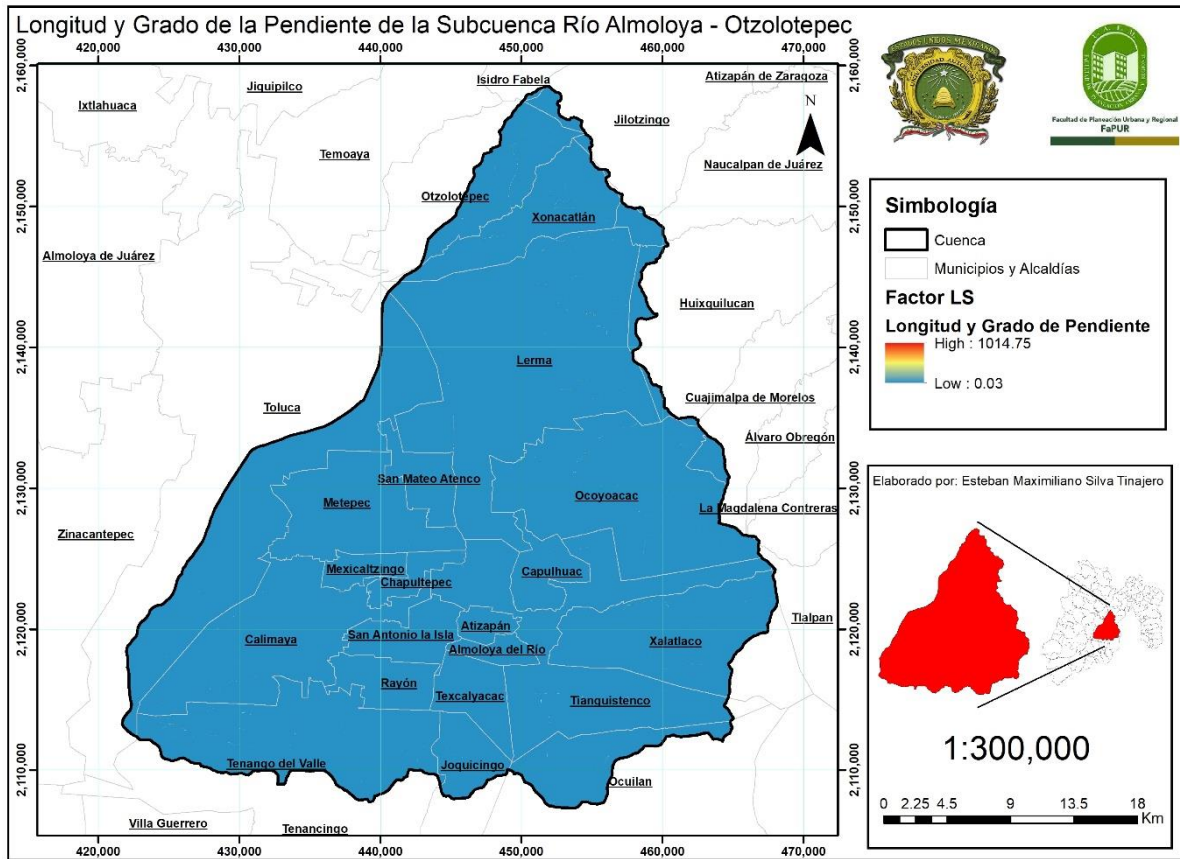 Longitud y Grado de la Pendiente de la Subcuenca Río Almoloya - Otzolotepec
420,000
430,000
440,000
450,000
460,000
470,000
2,160,000
2,150,000
2,140,000
2,130,000
2,120,000
2,110,000
Isidro Fabela
Atizapán de Zaragoza
Jiquipilco
Ixtlahuaca
N
Jilotzingo
Temoaya
Naucalpan de Juárez
Otzolotepec
Xonacatlán
Almoloya de Juárez
Huixquilucan
Lerma
Cuajimalpa de Morelos
Toluca
Álvaro Obregón
San Mateo Atenco
Ocoyoacac
Metepec
La Magdalena Contreras
Zinacantepec
Mexicaltzingo
Capulhuac
Chapultepec
Tlalpan
Atizapán
San Antonio la Isla
Calimaya
Xalatlaco
Almoloya del Río
Rayón
Texcalyacac
Tianquistenco
Tenango del Valle
Joquicingo
Ocuilan
Villa Guerrero
Tenancingo
2,160,000
2,150,000
2,140,000
2,130,000
2,120,000
2,110,000
420,000
430,000
440,000
450,000
460,000
470,000
ESTADOS UNIDOS MEXICANOS
Facultad de Planeación Urbana y Regional
FaPUR
Simbología
Cuenca
Municipios y Alcaldías
Factor LS
Longitud y Grado de Pendiente
High : 1014.75
Low : 0.03
Elaborado por: Esteban Maximiliano Silva Tinajero
1:300,000
0 2.25 4.5 9 13.5 18
Km